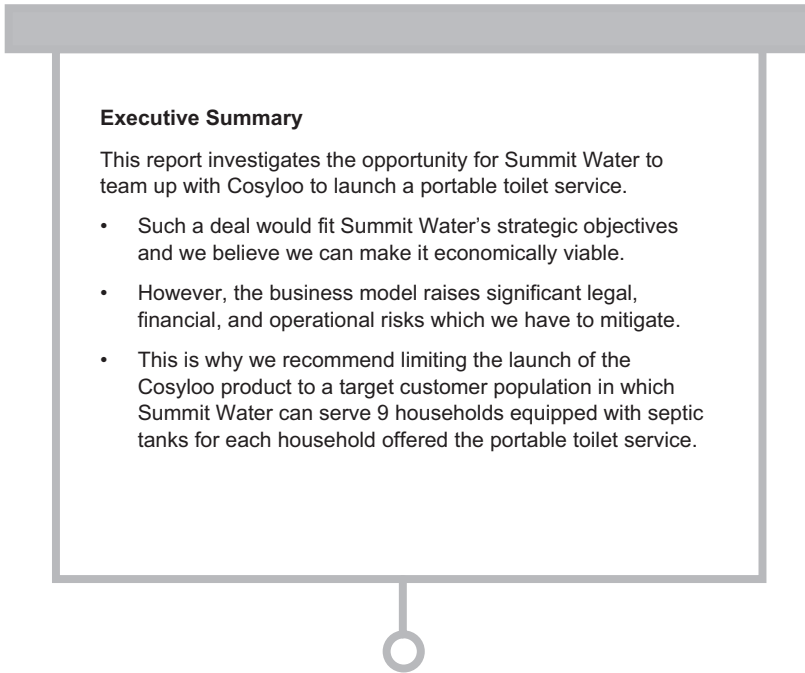 Executive Summary
This report investigates the opportunity for Summit Water to
team up with Cosyloo to launch a portable toilet service.
• Such a deal would fit Summit Water's strategic objectives
and we believe we can make it economically viable.
• However, the business model raises significant legal,
financial, and operational risks which we have to mitigate.
• This is why we recommend limiting the launch of the
Cosyloo product to a target customer population in which
Summit Water can serve 9 households equipped with septic
tanks for each household offered the portable toilet service.